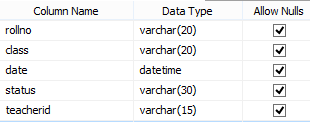 Column Name Data Type Allow Nulls
rollno varchar(20)
class varchar(20)
date datetime
status varchar(30)
teacherid varchar(15)